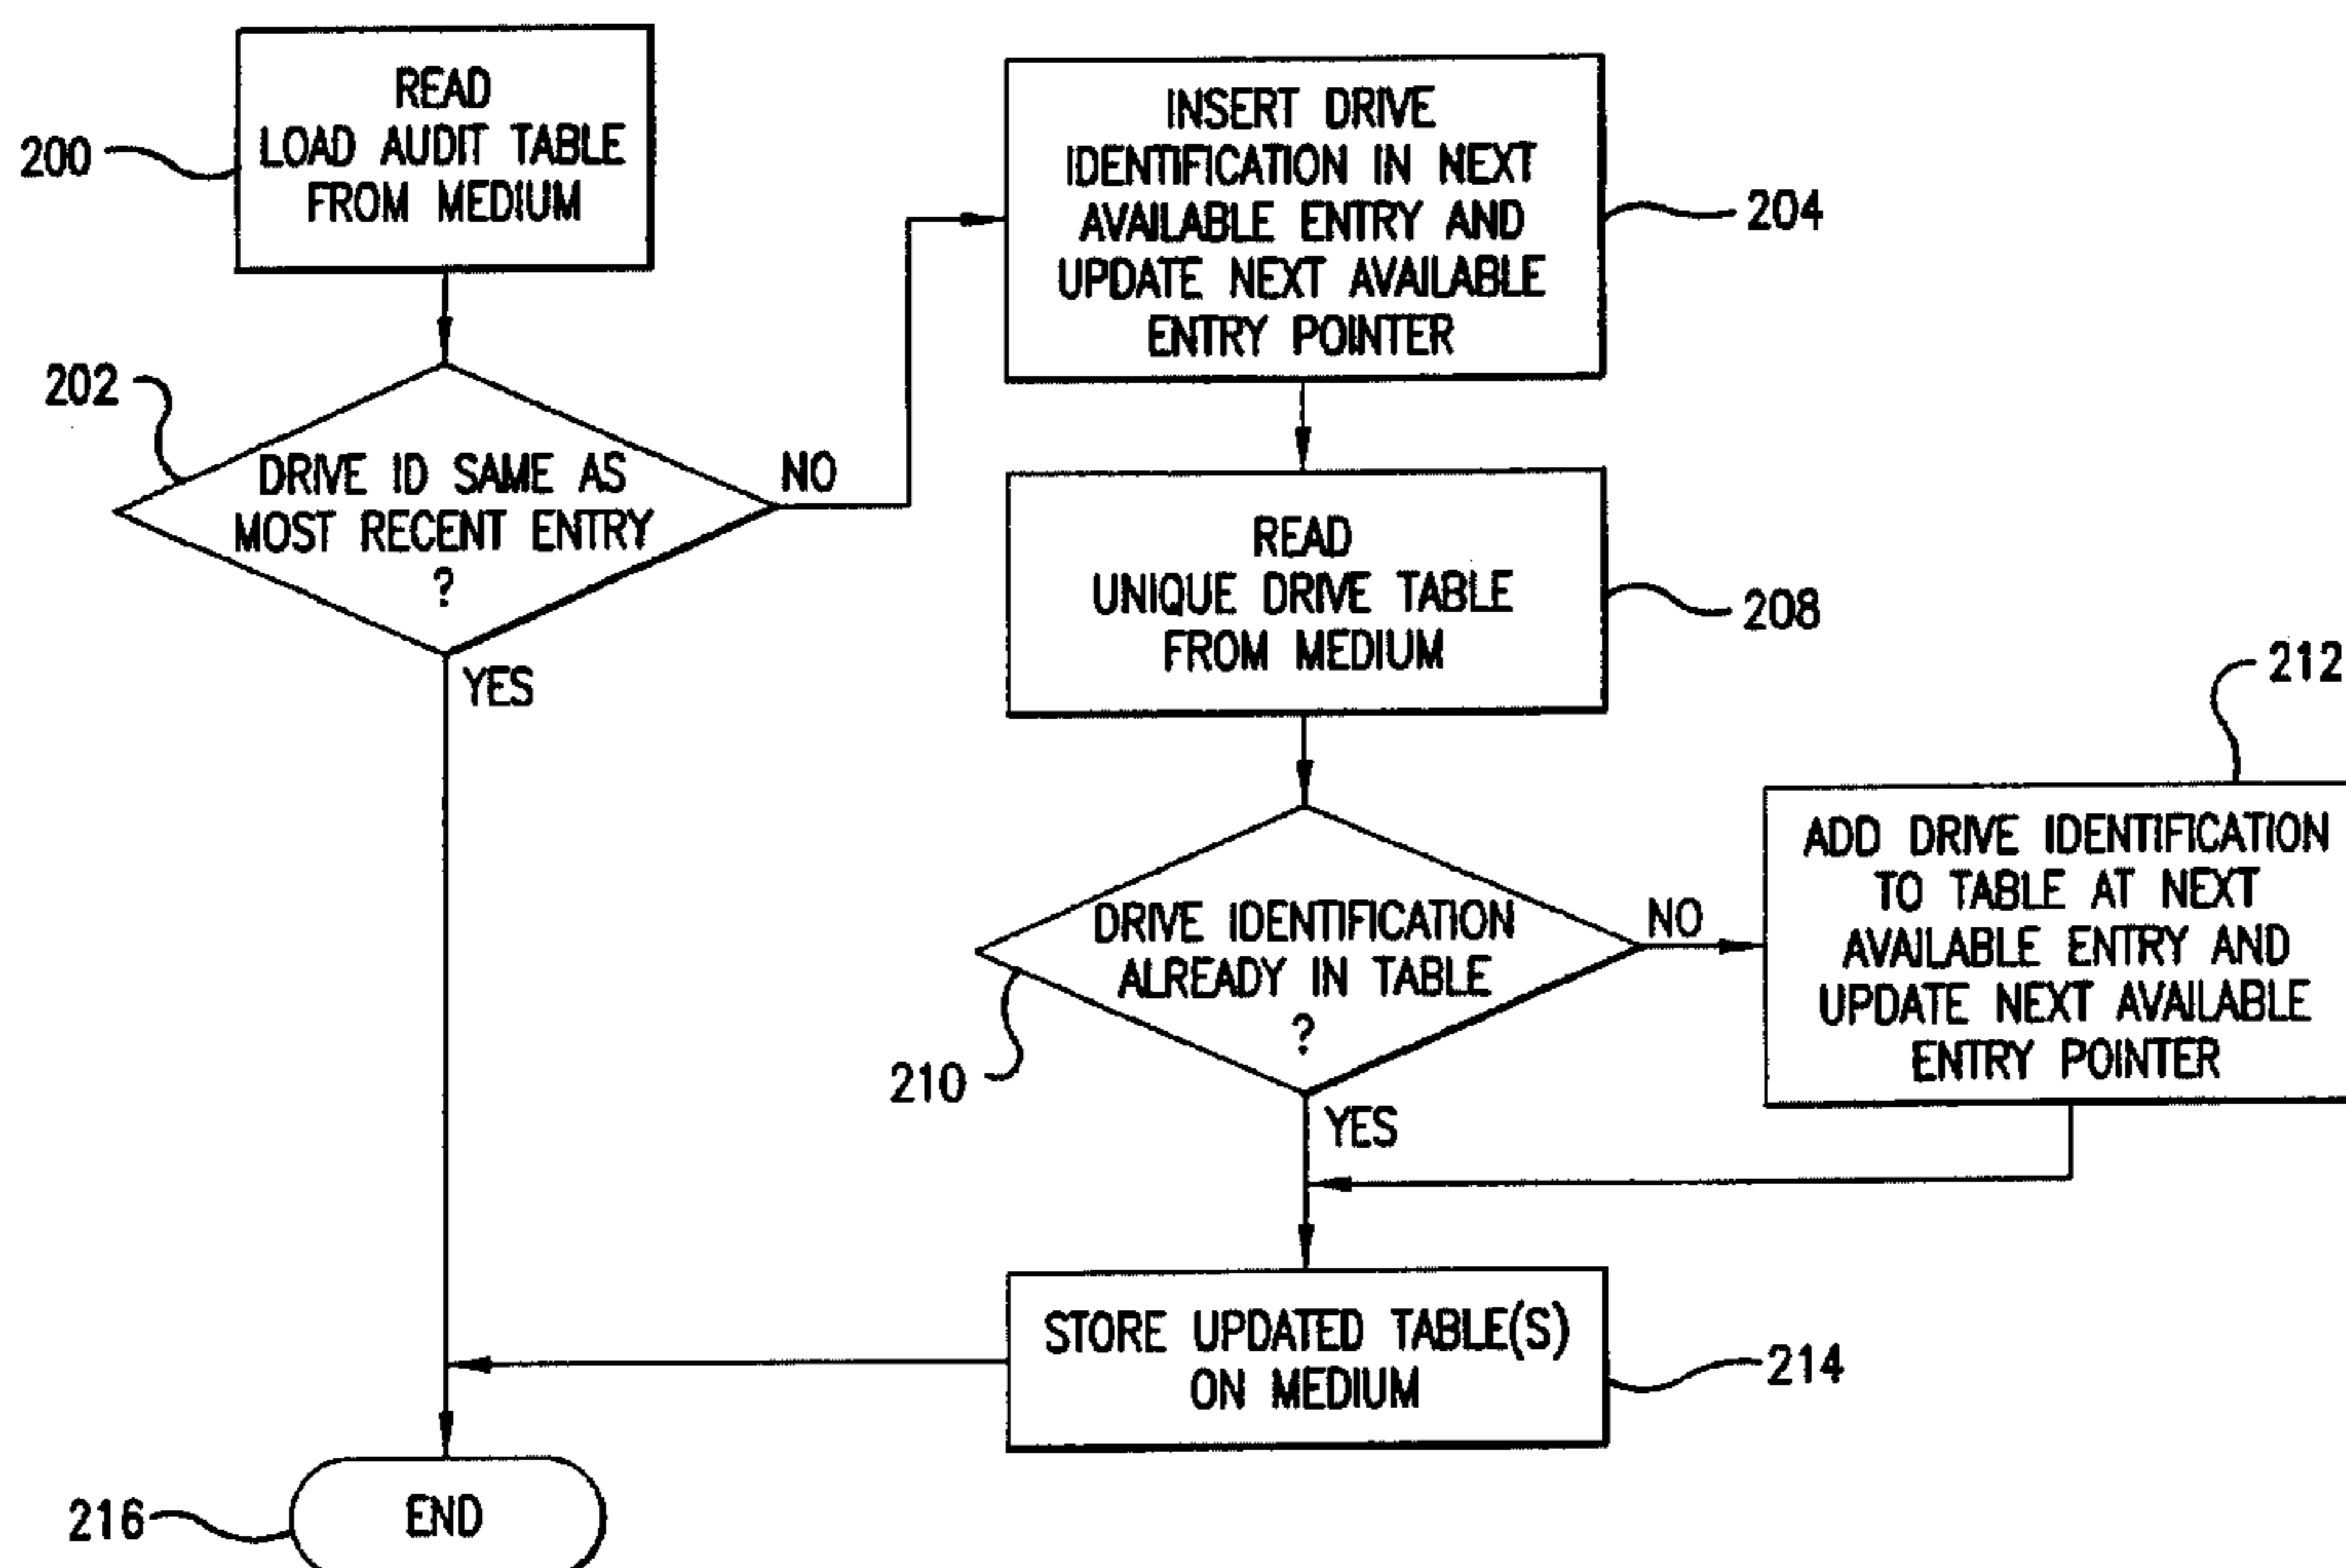 READ
LOAD AUDIT TABLE
FROM MEDIUM
200
202
DRIVE ID SAME AS
MOST RECENT ENTRY
?
NO
YES
INSERT DRIVE
IDENTIFICATION IN NEXT
AVAILABLE ENTRY AND
UPDATE NEXT AVAILABLE
ENTRY POINTER
204
READ
UNIQUE DRIVE TABLE
FROM MEDIUM
208
DRIVE IDENTIFICATION
ALREADY IN TABLE
?
210
NO
YES
212
ADD DRIVE IDENTIFICATION
TO TABLE AT NEXT
AVAILABLE ENTRY AND
UPDATE NEXT AVAILABLE
ENTRY POINTER
STORE UPDATED TABLE(S)
ON MEDIUM
214
216
END